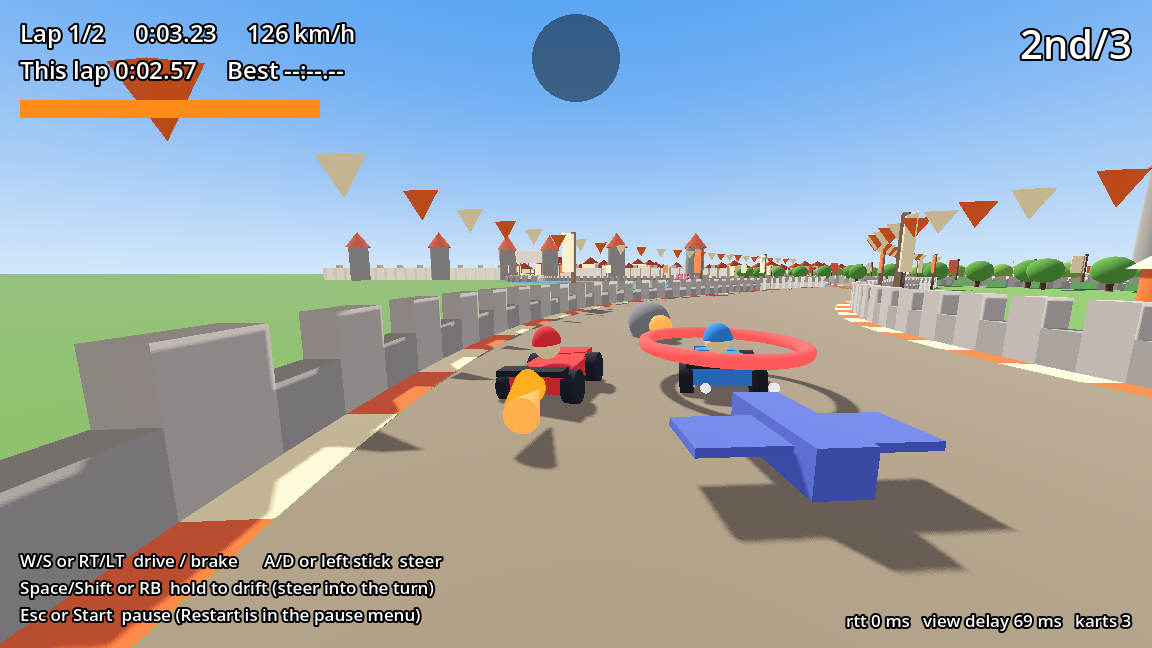 Lap 1/2 0:03.23 126 km/h
2nd/3
This lap 0:02.57 Best --:--.--
W/S or RT/LT drive / brake A/D or left stick steer
Space/Shift or RB hold to drift (steer into the turn)
Esc or Start pause (Restart is in the pause menu)
rtt 0 ms view delay 69 ms karts 3